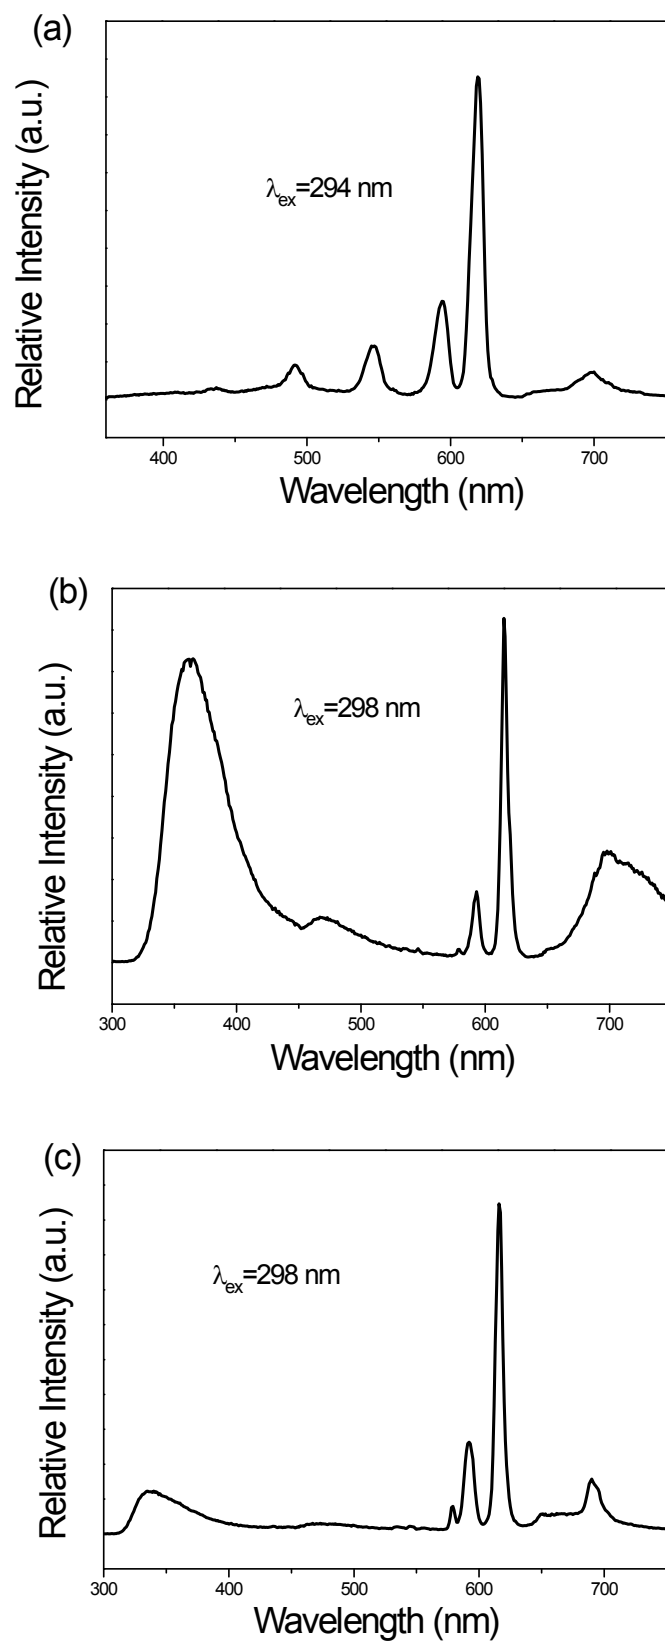 (a)
Relative Intensity (a.u.)
λex=294 nm
400 500 600 700
Wavelength (nm)
(b)
Relative Intensity (a.u.)
λex=298 nm
300 400 500 600 700
Wavelength (nm)
(c)
Relative Intensity (a.u.)
λex=298 nm
300 400 500 600 700
Wavelength (nm)